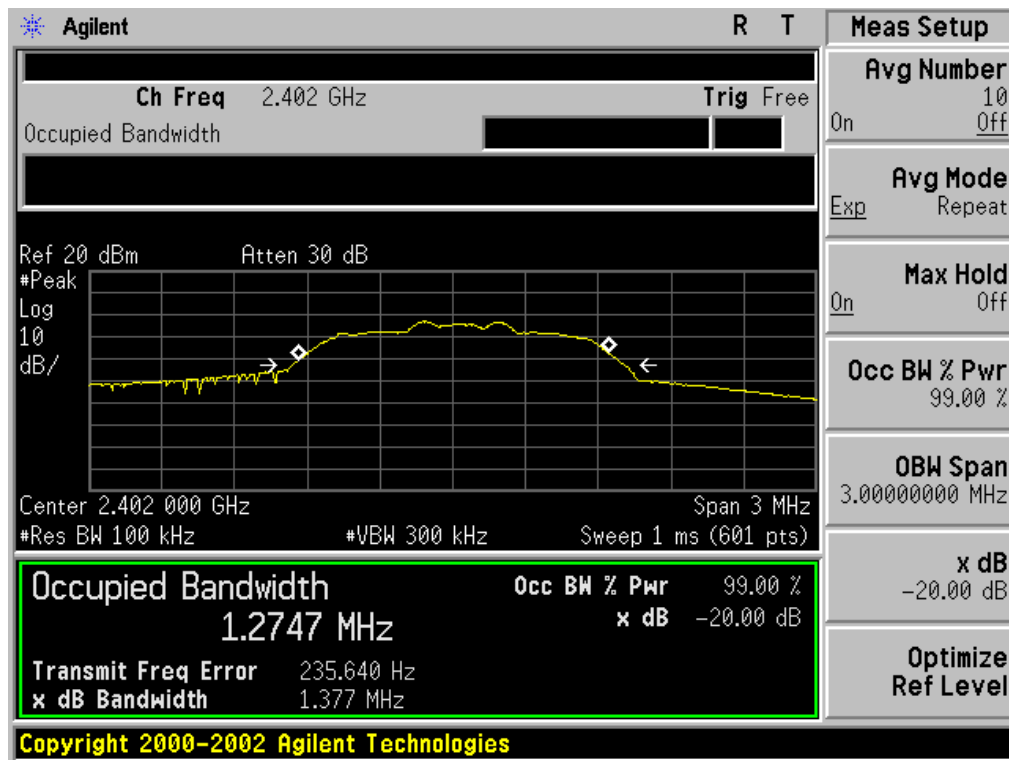 Agilent R T
Ch Freq 2.402 GHz Trig Free
Occupied Bandwidth
Ref 20 dBm Atten 30 dB
#Peak
Log
10
dB/
Center 2.402 000 GHz Span 3 MHz
#Res BW 100 kHz #VBW 300 kHz Sweep 1 ms (601 pts)
Occupied Bandwidth Occ BW % Pwr 99.00 %
1.2747 MHz x dB -20.00 dB
Transmit Freq Error 235.640 Hz
x dB Bandwidth 1.377 MHz
Copyright 2000-2002 Agilent Technologies
Meas Setup
Avg Number
10
On Off
Avg Mode
Exp Repeat
Max Hold
On Off
Occ BW % Pwr
99.00 %
OBW Span
3.00000000 MHz
x dB
-20.00 dB
Optimize
Ref Level